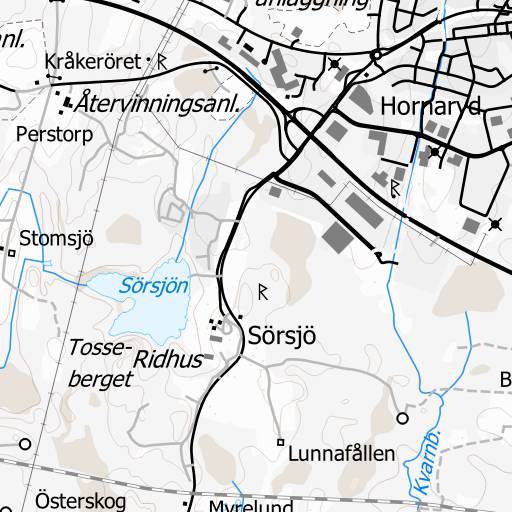 anläggning
anl.
Kråkeröret
R
Återvinningsanl.
Hornaryd
Perstorp
R
Stomsjö
Sörsjön
R
Sörsjö
Tosse-
berget
Ridhus
B
Lunnafållen
Kvarnb.
Österskog
Myrelund